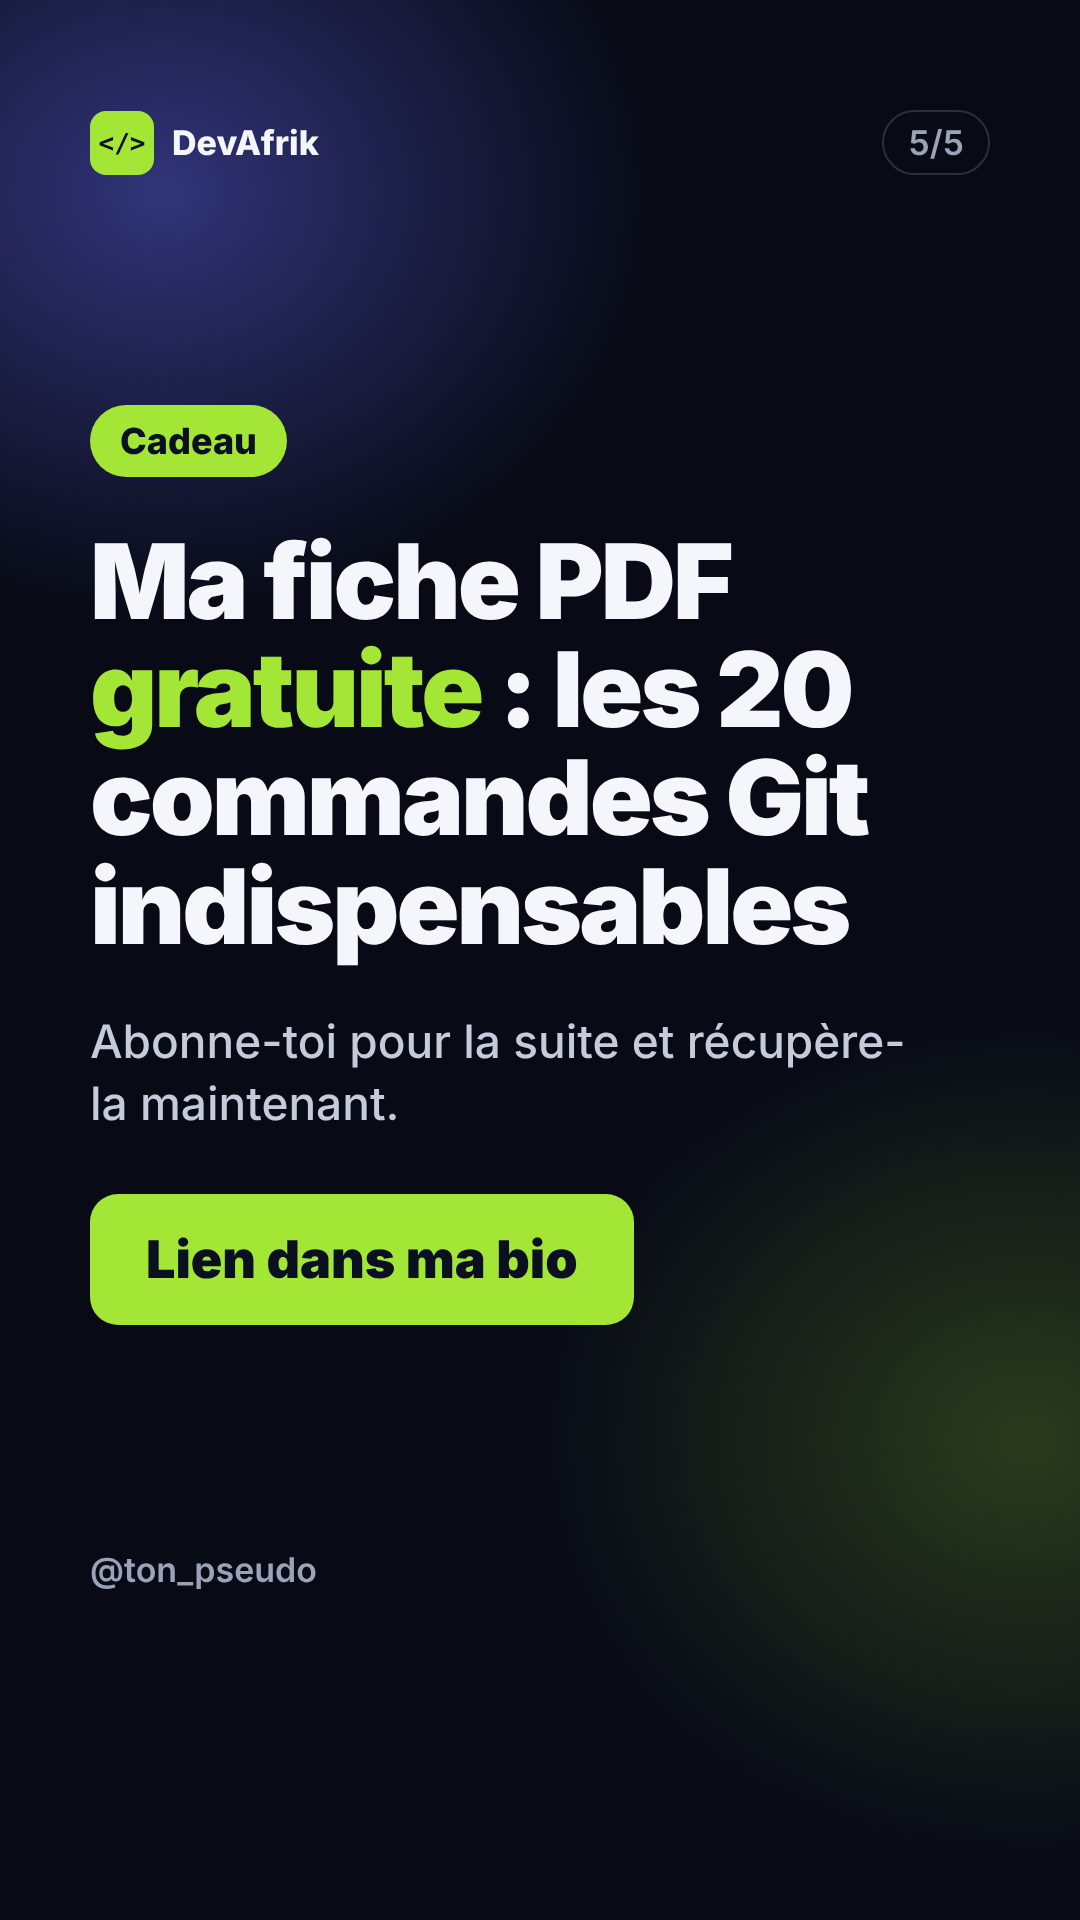 </> DevAfrik
5/5
Cadeau
Ma fiche PDF
gratuite : les 20
commandes Git
indispensables
Abonne-toi pour la suite et récupère-
la maintenant.
Lien dans ma bio
@ton_pseudo